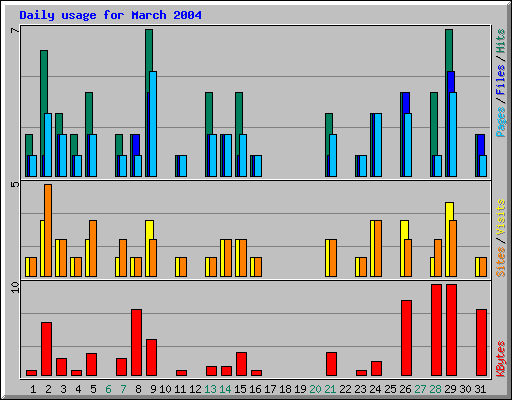 Daily usage for March 2004
7
5
10
Pages / Files / Hits
Sites / Visits
KBytes
1 2 3 4 5 6 7 8 9 10 11 12 13 14 15 16 17 18 19 20 21 22 23 24 25 26 27 28 29 30 31